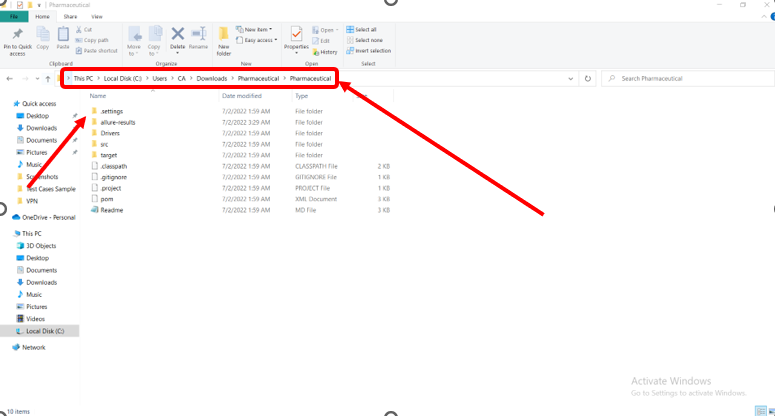 Pharmaceutical
File Home Share View
Pin to Quick access
Copy
Paste
Cut
Copy path
Paste shortcut
Clipboard
Move to
Copy to
Delete
Rename
Organize
New folder
New item
Easy access
New
Properties
Open
Edit
History
Open
Select all
Select none
Invert selection
Select
This PC > Local Disk (C:) > Users > CA > Downloads > Pharmaceutical > Pharmaceutical
Search Pharmaceutical
Quick access
Desktop
Downloads
Documents
Pictures
Music
Test Cases Sample
VPN
OneDrive - Personal
This PC
3D Objects
Desktop
Documents
Downloads
Music
Pictures
Videos
Local Disk (C:)
Network
Name Date modified Type
.settings 7/2/2022 1:59 AM File folder
allure-results 7/2/2022 3:29 AM File folder
Drivers 7/2/2022 1:59 AM File folder
src 7/2/2022 1:59 AM File folder
target 7/2/2022 1:59 AM File folder
.classpath 7/2/2022 1:59 AM CLASSPATH File 2 KB
.gitignore 7/2/2022 1:59 AM GITIGNORE File 1 KB
.project 7/2/2022 1:59 AM PROJECT File 1 KB
pom 7/2/2022 1:59 AM XML Document 3 KB
Readme 7/2/2022 1:59 AM MD File 3 KB
Activate Windows
Go to Settings to activate Windows.
10 items